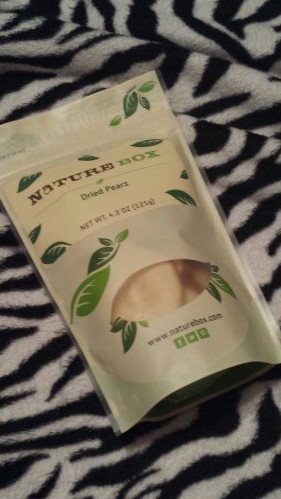 NATURE BOX
Dried Pears
NET WT. 4.3 OZ (121g)
www.naturebox.com